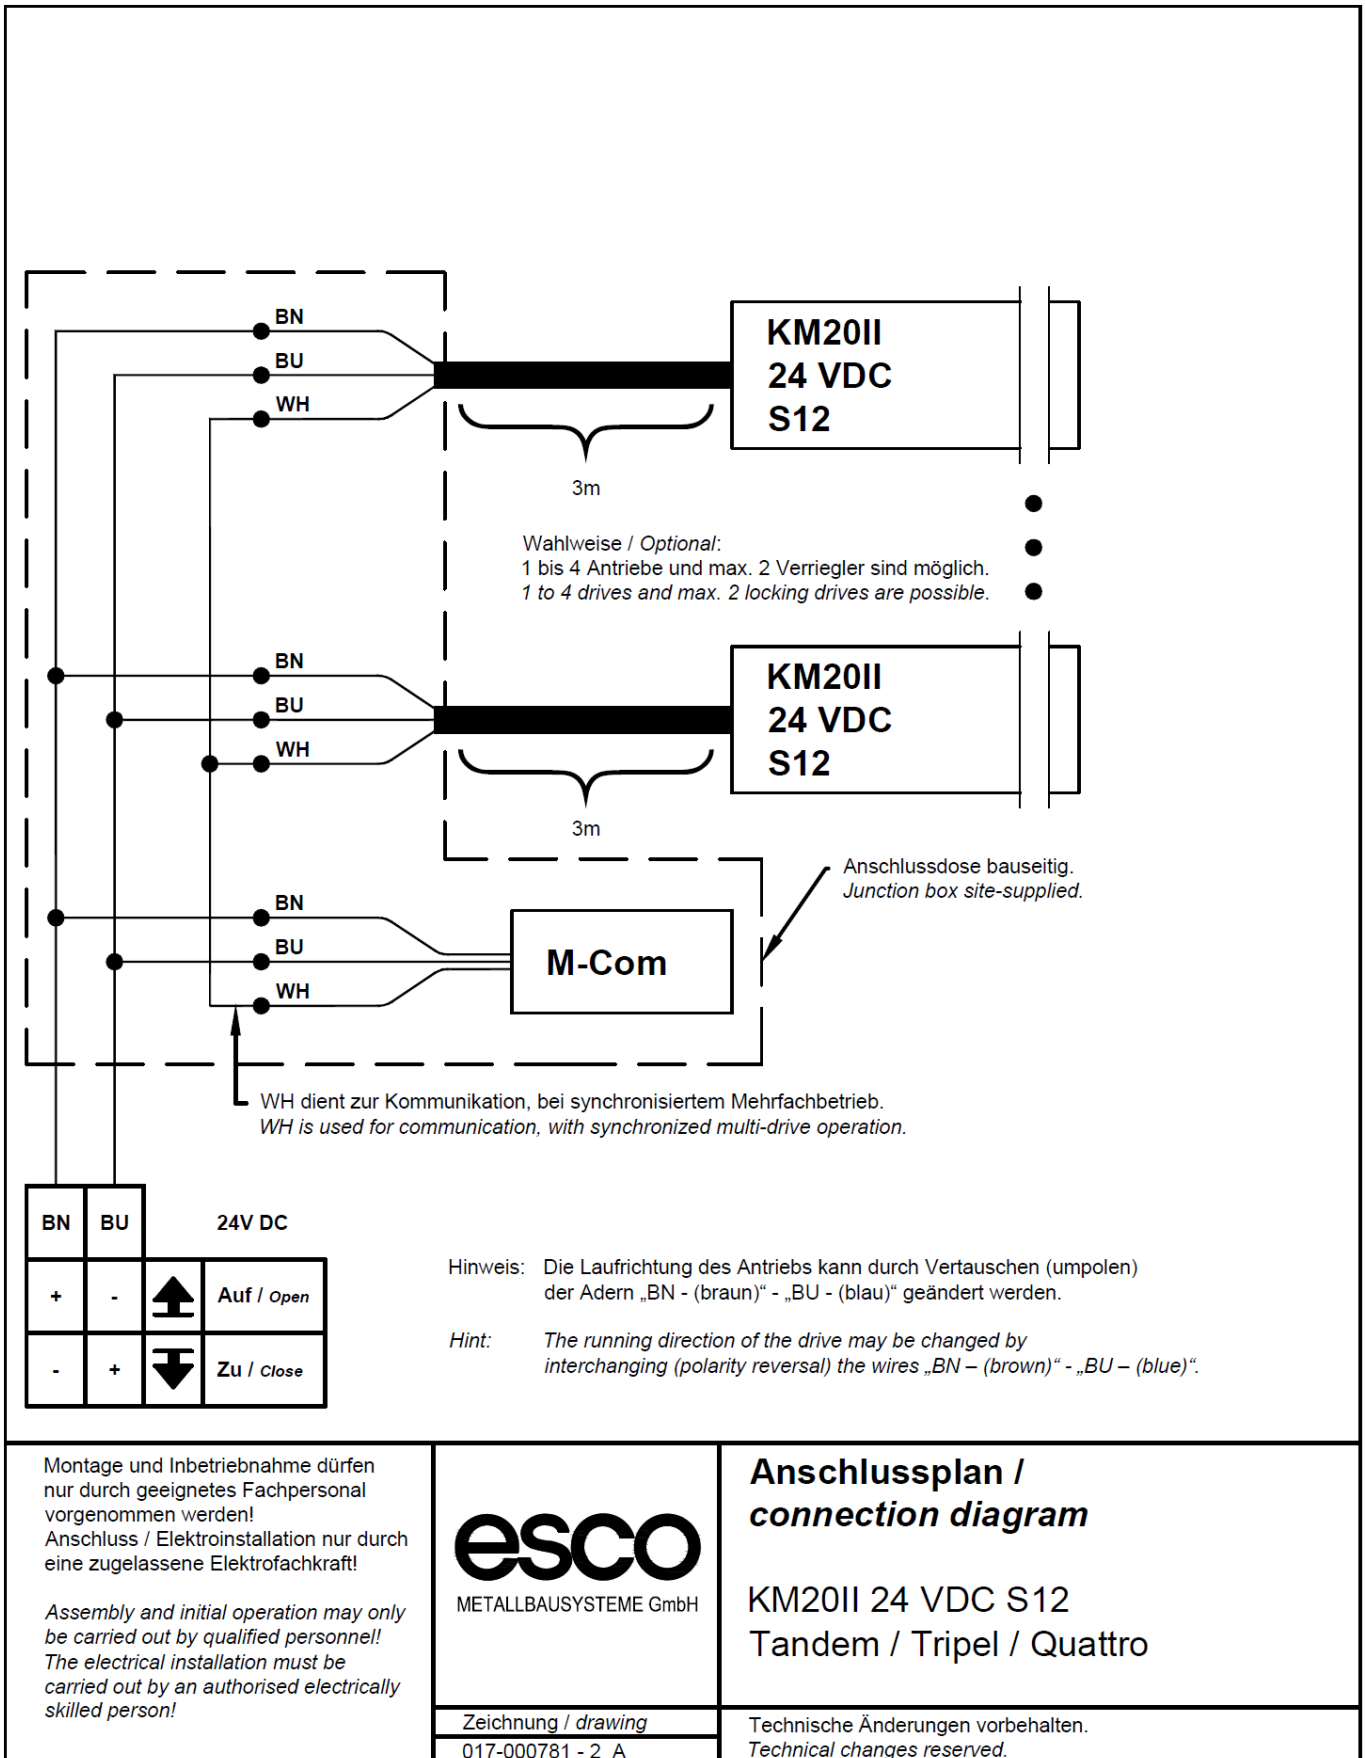 BN
BU
WH
KM20II
24 VDC
S12
3m
Wahlweise / Optional:
1 bis 4 Antriebe und max. 2 Verriegler sind möglich.
1 to 4 drives and max. 2 locking drives are possible.
BN
BU
WH
KM20II
24 VDC
S12
3m
Anschlussdose bauseitig.
Junction box site-supplied.
BN
BU
WH
M-Com
WH dient zur Kommunikation, bei synchronisiertem Mehrfachbetrieb.
WH is used for communication, with synchronized multi-drive operation.
BN BU 24V DC
+ - Auf / Open
- + Zu / Close
Hinweis: Die Laufrichtung des Antriebs kann durch Vertauschen (umpolen)
der Adern „BN - (braun)“ - „BU - (blau)“ geändert werden.
Hint: The running direction of the drive may be changed by
interchanging (polarity reversal) the wires „BN – (brown)“ - „BU – (blue)“.
Montage und Inbetriebnahme dürfen
nur durch geeignetes Fachpersonal
vorgenommen werden!
Anschluss / Elektroinstallation nur durch
eine zugelassene Elektrofachkraft!
Assembly and initial operation may only
be carried out by qualified personnel!
The electrical installation must be
carried out by an authorised electrically
skilled person!
esco
METALLBAUSYSTEME GmbH
Zeichnung / drawing
017-000781 - 2_A
Anschlussplan /
connection diagram
KM20II 24 VDC S12
Tandem / Tripel / Quattro
Technische Änderungen vorbehalten.
Technical changes reserved.